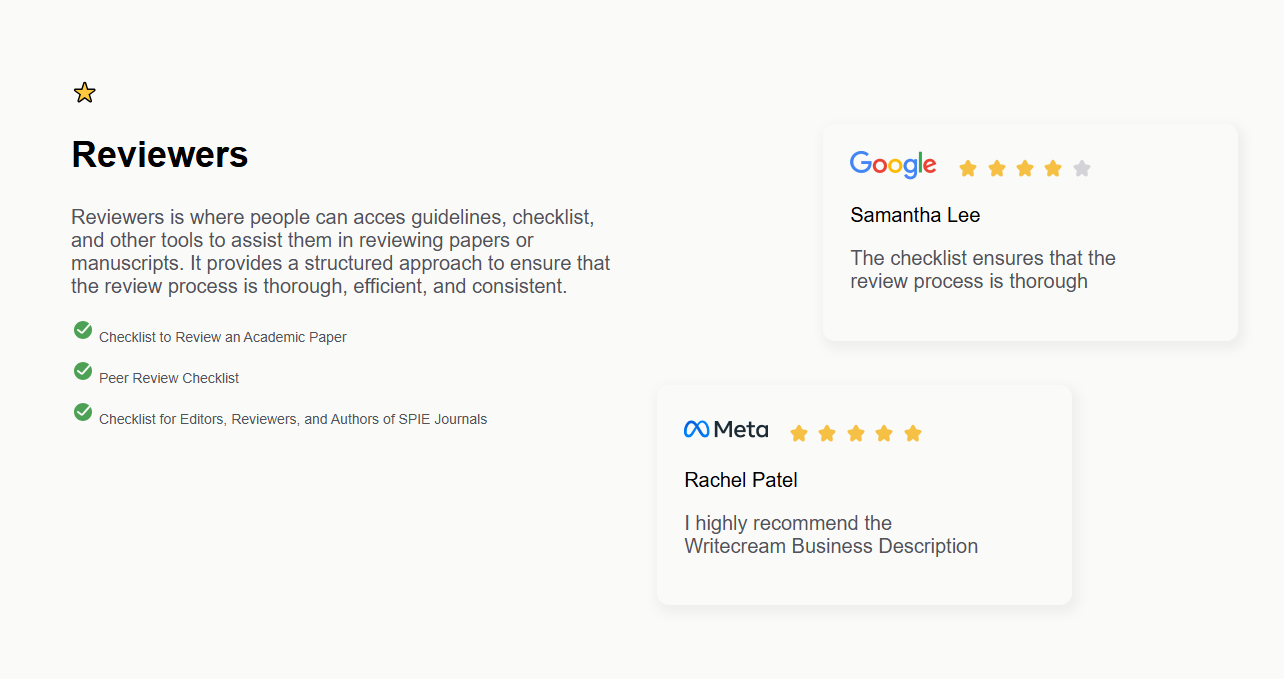 Reviewers
Reviewers is where people can acces guidelines, checklist,
and other tools to assist them in reviewing papers or
manuscripts. It provides a structured approach to ensure that
the review process is thorough, efficient, and consistent.
Checklist to Review an Academic Paper
Peer Review Checklist
Checklist for Editors, Reviewers, and Authors of SPIE Journals
Google
Samantha Lee
The checklist ensures that the
review process is thorough
Meta
Rachel Patel
I highly recommend the
Writecream Business Description